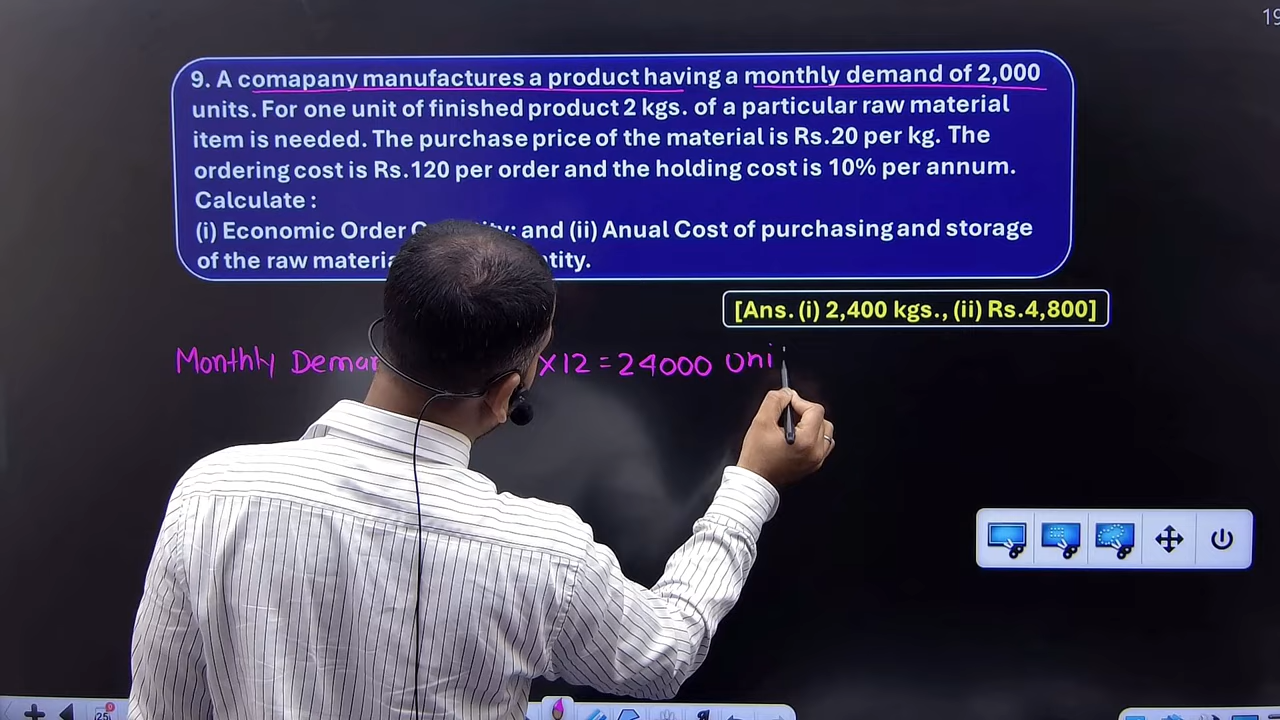 19
9. A comapany manufactures a product having a monthly demand of 2,000
units. For one unit of finished product 2 kgs. of a particular raw material
item is needed. The purchase price of the material is Rs.20 per kg. The
ordering cost is Rs.120 per order and the holding cost is 10% per annum.
Calculate :
(i) Economic Order and (ii) Anual Cost of purchasing and storage
of the raw
[Ans. (i) 2,400 kgs., (ii) Rs.4,800]
Monthly X12 = 24000 Uni
25